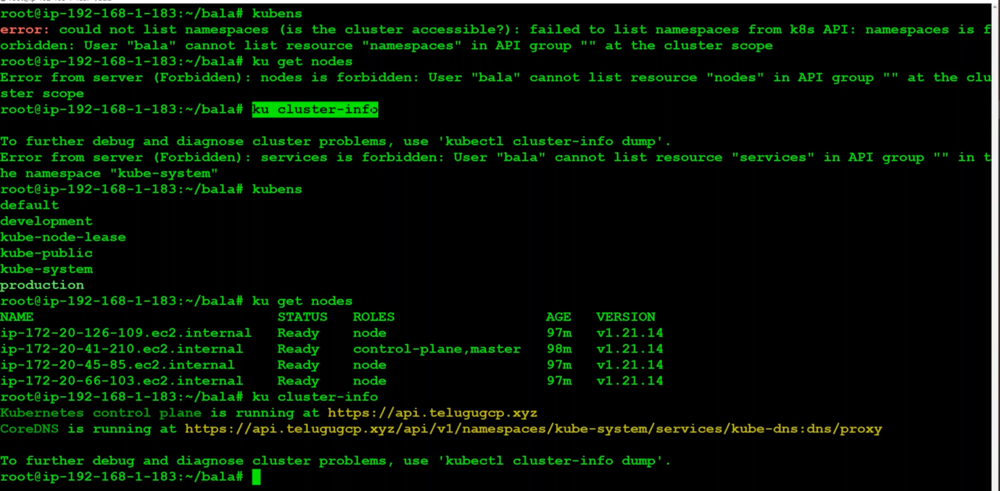 root@ip-192-168-1-183:~/bala# kubens
error: could not list namespaces (is the cluster accessible?): failed to list namespaces from k8s API: namespaces is f
orbidden: User "bala" cannot list resource "namespaces" in API group "" at the cluster scope
root@ip-192-168-1-183:~/bala# ku get nodes
Error from server (Forbidden): nodes is forbidden: User "bala" cannot list resource "nodes" in API group "" at the clu
ster scope
root@ip-192-168-1-183:~/bala# ku cluster-info
To further debug and diagnose cluster problems, use 'kubectl cluster-info dump'.
Error from server (Forbidden): services is forbidden: User "bala" cannot list resource "services" in API group "" in t
he namespace "kube-system"
root@ip-192-168-1-183:~/bala# kubens
default
development
kube-node-lease
kube-public
kube-system
production
root@ip-192-168-1-183:~/bala# ku get nodes
NAME STATUS ROLES AGE VERSION
ip-172-20-126-109.ec2.internal Ready node 97m v1.21.14
ip-172-20-41-210.ec2.internal Ready control-plane,master 98m v1.21.14
ip-172-20-45-85.ec2.internal Ready node 97m v1.21.14
ip-172-20-66-103.ec2.internal Ready node 97m v1.21.14
root@ip-192-168-1-183:~/bala# ku cluster-info
Kubernetes control plane is running at https://api.telugugcp.xyz
CoreDNS is running at https://api.telugugcp.xyz/api/v1/namespaces/kube-system/services/kube-dns:dns/proxy
To further debug and diagnose cluster problems, use 'kubectl cluster-info dump'.
root@ip-192-168-1-183:~/bala#